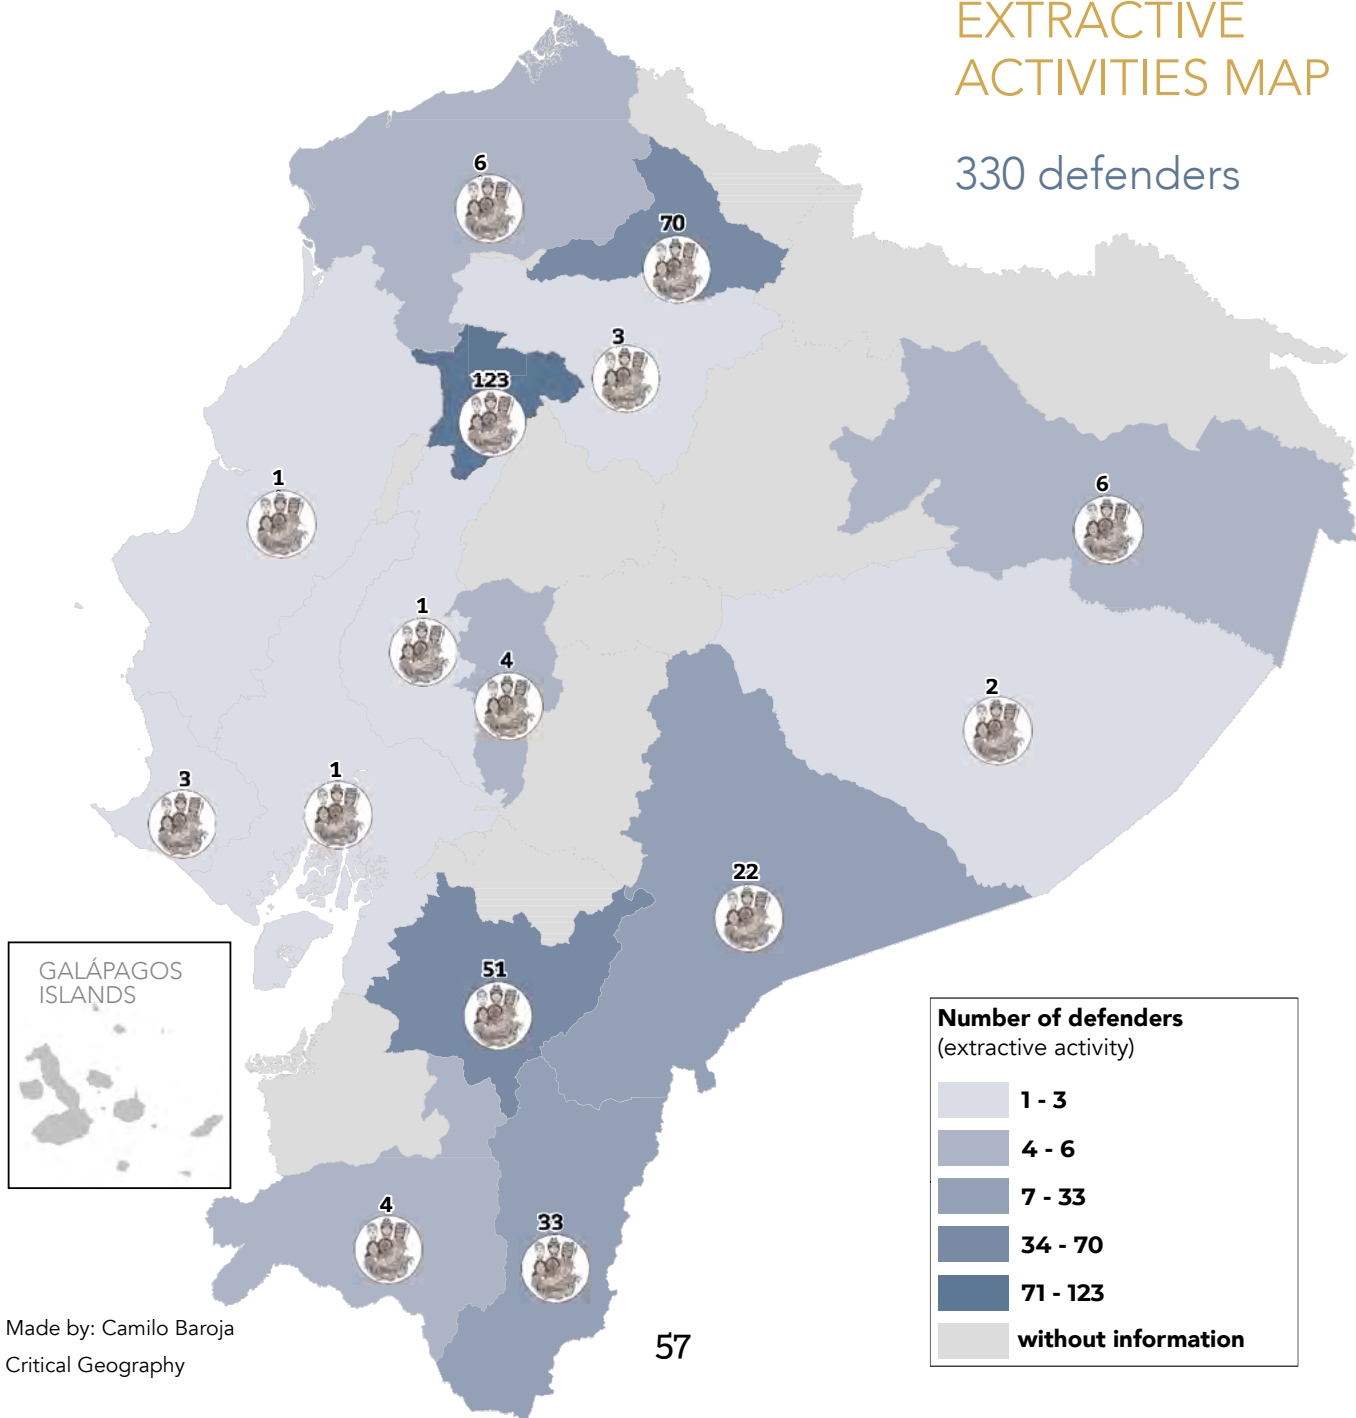 EXTRACTIVE
ACTIVITIES MAP
330 defenders
6
70
3
123
1
6
1
4
2
3
1
22
51
4
33
GALÁPAGOS
ISLANDS
Number of defenders
(extractive activity)
1 - 3
4 - 6
7 - 33
34 - 70
71 - 123
without information
Made by: Camilo Baroja
Critical Geography
57